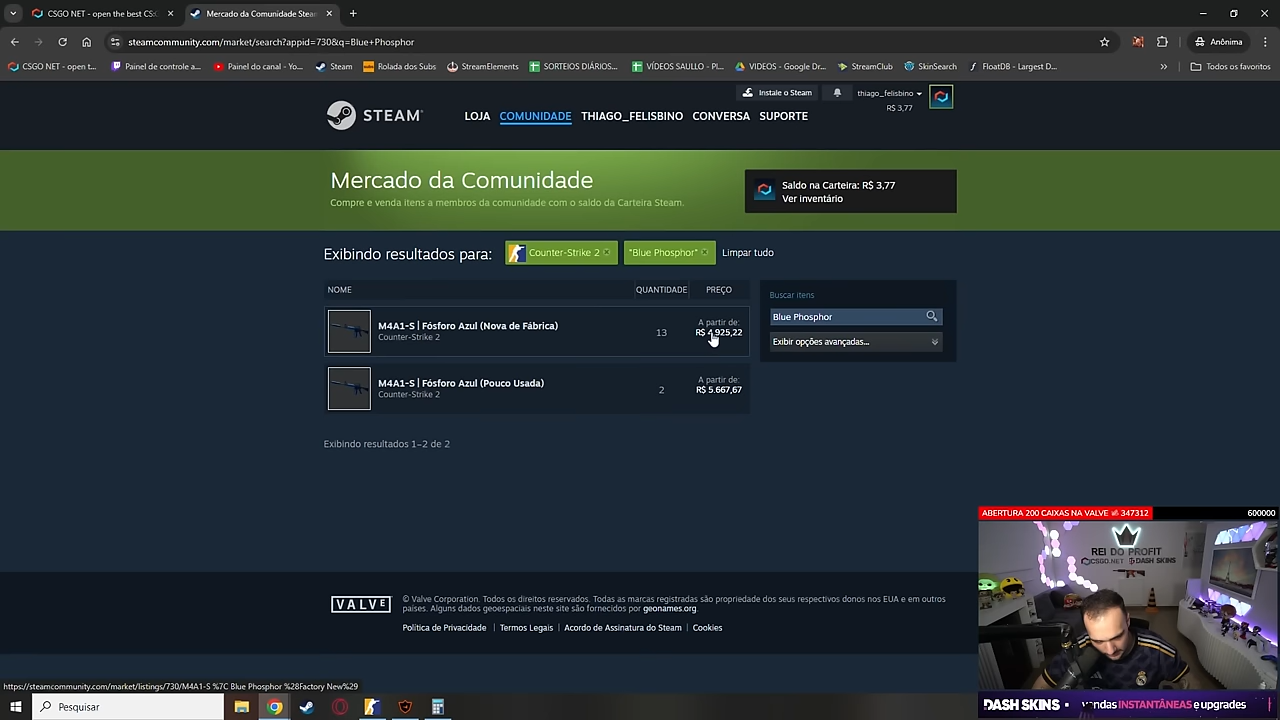 CSGO NET - open the best CS:
Mercado da Comunidade Steam
steamcommunity.com/market/search?appid=730&q=Blue+Phosphor
Anônima
CSGO NET - open t...
Painel de controle a...
Painel do canal - Yo...
Steam
Rolada dos Subs
StreamElements
SORTEIOS DIÁRIOS...
VÍDEOS SAULLO - PL...
VIDEOS - Google Dr...
StreamClub
SkinSearch
FloatDB - Largest D...
»
Todos os favoritos
Instale o Steam
thiago_felisbino
R$ 3,77
STEAM
LOJA
COMUNIDADE
THIAGO_FELISBINO
CONVERSA
SUPORTE
Mercado da Comunidade
Compre e venda itens a membros da comunidade com o saldo da Carteira Steam.
Saldo na Carteira: R$ 3,77
Ver inventário
Exibindo resultados para:
Counter-Strike 2
"Blue Phosphor"
Limpar tudo
NOME
QUANTIDADE
PREÇO
M4A1-S | Fósforo Azul (Nova de Fábrica)
Counter-Strike 2
13
A partir de:
R$ 4.925,22
M4A1-S | Fósforo Azul (Pouco Usada)
Counter-Strike 2
2
A partir de:
R$ 5.667,67
Exibindo resultados 1–2 de 2
Buscar itens
Blue Phosphor
Exibir opções avançadas...
VALVE
© Valve Corporation. Todos os direitos reservados. Todas as marcas registradas são propriedade dos seus respectivos donos nos EUA e em outros
países. Alguns dados geoespaciais neste site são fornecidos por geonames.org.
Política de Privacidade | Termos Legais | Acordo de Assinatura do Steam | Cookies
https://steamcommunity.com/market/listings/730/M4A1-S %7C Blue Phosphor %28Factory New%29
Pesquisar
ABERTURA 200 CAIXAS NA VALVE
347312
600000
REI DO PROFIT
CSGO.NET
DASH SKINS
DASH SKINS
vendas INSTANTÂNEAS e upgrades